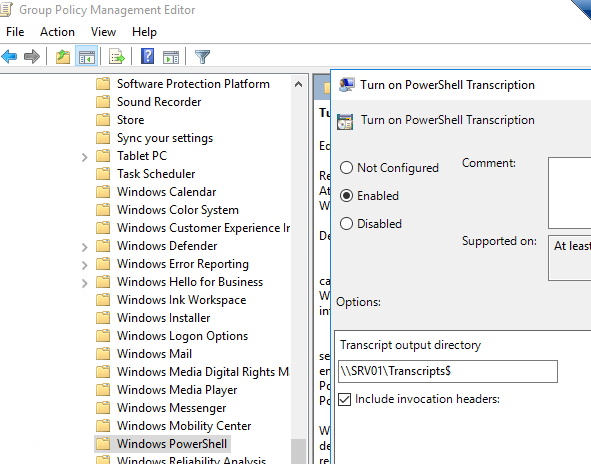 Group Policy Management Editor
File Action View Help
Software Protection Platform
Sound Recorder
Store
Sync your settings
Tablet PC
Task Scheduler
Windows Calendar
Windows Color System
Windows Customer Experience Ir
Windows Defender
Windows Error Reporting
Windows Hello for Business
Windows Ink Workspace
Windows Installer
Windows Logon Options
Windows Mail
Windows Media Digital Rights M
Windows Media Player
Windows Messenger
Windows Mobility Center
Windows PowerShell
Windows Reliability Analysis
Tu
Ed
Re
At
W
De
ca
W
inf
se
en
Po
Po
W
de
re
Turn on PowerShell Transcription
Turn on PowerShell Transcription
Not Configured
Comment:
Enabled
Disabled
Supported on:
At least
Options:
Transcript output directory
\\SRV01\Transcripts$
Include invocation headers: